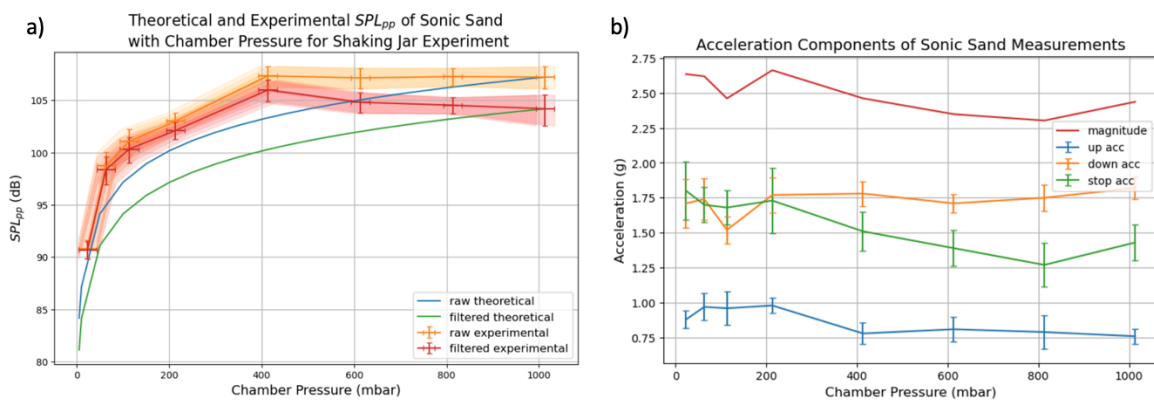 a)
Theoretical and Experimental SPLpp of Sonic Sand
with Chamber Pressure for Shaking Jar Experiment
105
100
95
90
85
80
SPLpp (dB)
raw theoretical
filtered theoretical
raw experimental
filtered experimental
0 200 400 600 800 1000
Chamber Pressure (mbar)
b)
Acceleration Components of Sonic Sand Measurements
2.75
2.50
2.25
2.00
1.75
1.50
1.25
1.00
0.75
Acceleration (g)
magnitude
up acc
down acc
stop acc
0 200 400 600 800 1000
Chamber Pressure (mbar)